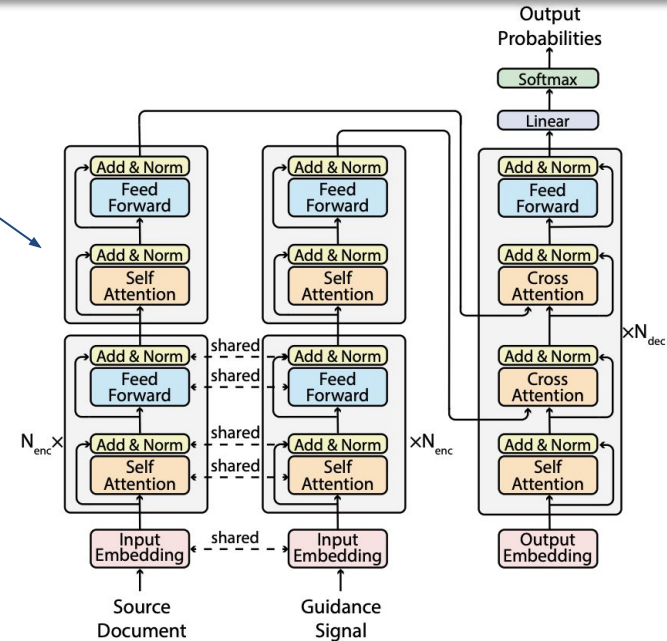 Output
Probabilities
Softmax
Linear
Add & Norm
Feed
Forward
Add & Norm
Self
Attention
Add & Norm
Feed
Forward
Add & Norm
Self
Attention
N enc ×
Input
Embedding
Source
Document
shared
shared
shared
shared
shared
Add & Norm
Feed
Forward
Add & Norm
Self
Attention
Add & Norm
Feed
Forward
Add & Norm
Self
Attention
×N enc
Input
Embedding
Guidance
Signal
Add & Norm
Feed
Forward
Add & Norm
Cross
Attention
Add & Norm
Cross
Attention
Add & Norm
Self
Attention
×N dec
Output
Embedding